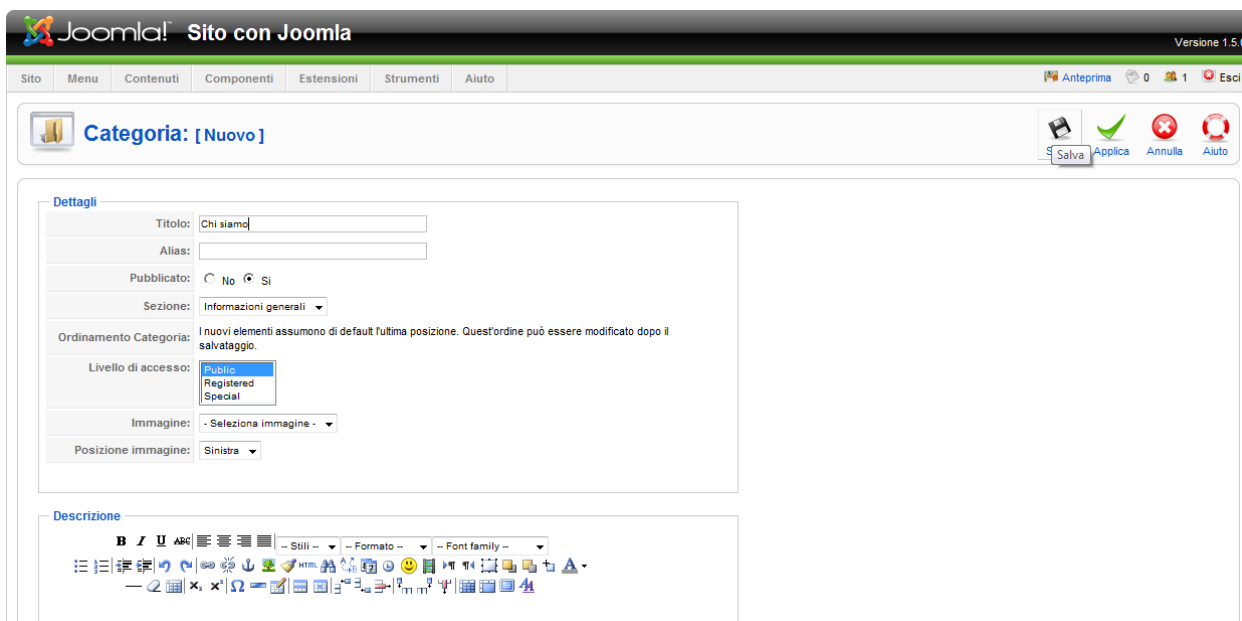 Joomla!™ Sito con Joomla
Versione 1.5.
Sito Menu Contenuti Componenti Estensioni Strumenti Aiuto Anteprima 0 1 Esci
Categoria: [ Nuovo ]
Salva Applica Annulla Aiuto
Dettagli
Titolo: Chi siamo
Alias:
Pubblicato: No Si
Sezione: Informazioni generali
Ordinamento Categoria: I nuovi elementi assumono di default l'ultima posizione. Quest'ordine può essere modificato dopo il
salvataggio.
Livello di accesso: Public
Registered
Special
Immagine: - Seleziona immagine -
Posizione immagine: Sinistra
Descrizione
B I U ABC -- Stili -- -- Formato -- -- Font family --
HTML